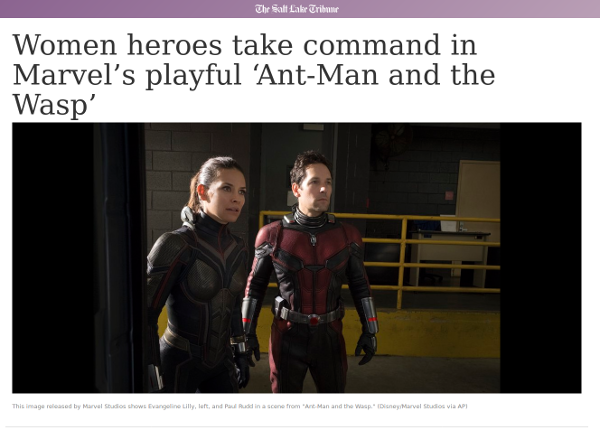 The Salt Lake Tribune
Women heroes take command in
Marvel’s playful ‘Ant-Man and the
Wasp’
This image released by Marvel Studios shows Evangeline Lilly, left, and Paul Rudd in a scene from "Ant-Man and the Wasp." (Disney/Marvel Studios via AP)